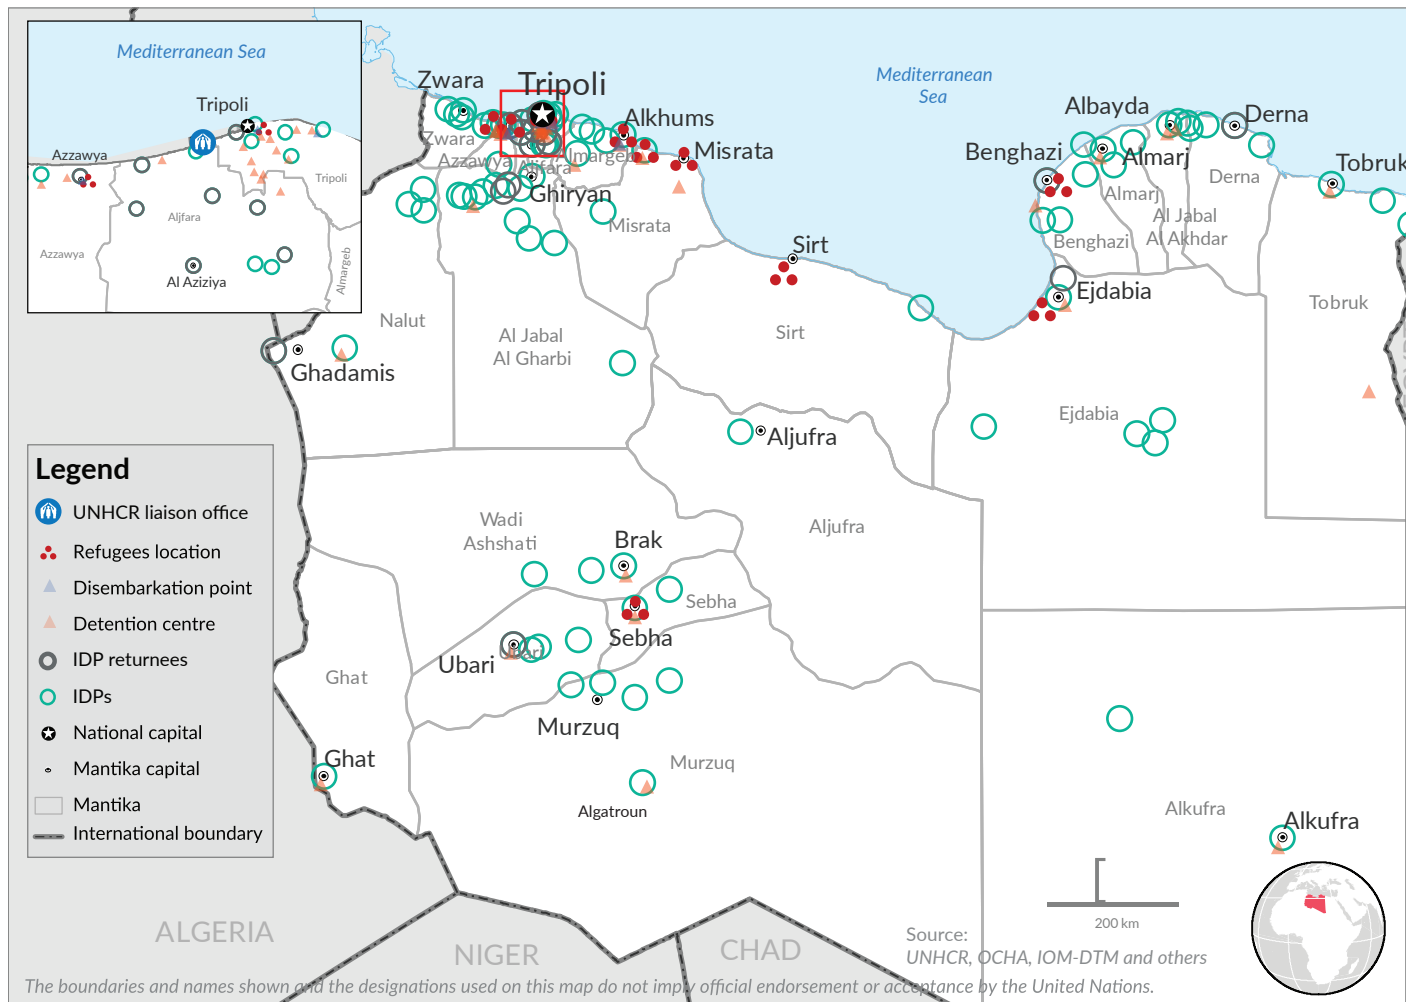 Mediterranean Sea
Tripoli
Azzawya
Tripoli
Aljfara
Azzawya
Almargeb
Al Aziziya
Mediterranean
Sea
Zwara
Tripoli
Alkhums
Misrata
Zwara
Azzawya
Aljfara
Almargeb
Ghiryan
Misrata
Albayda
Derna
Benghazi
Almarj
Tobruk
Almarj
Derna
Al Jabal
Al Akhdar
Benghazi
Sirt
Ejdabia
Nalut
Al Jabal
Al Gharbi
Sirt
Tobruk
Ghadamis
Ejdabia
Aljufra
Legend
UNHCR liaison office
Refugees location
Disembarkation point
Detention centre
IDP returnees
IDPs
National capital
Mantika capital
Mantika
International boundary
Wadi
Ashshati
Brak
Aljufra
Sebha
Sebha
Ubari
Ubari
Ghat
Murzuq
Ghat
Murzuq
Algatroun
Alkufra
Alkufra
200 km
ALGERIA
NIGER
CHAD
Source:
UNHCR, OCHA, IOM-DTM and others
The boundaries and names shown and the designations used on this map do not imply official endorsement or acceptance by the United Nations.